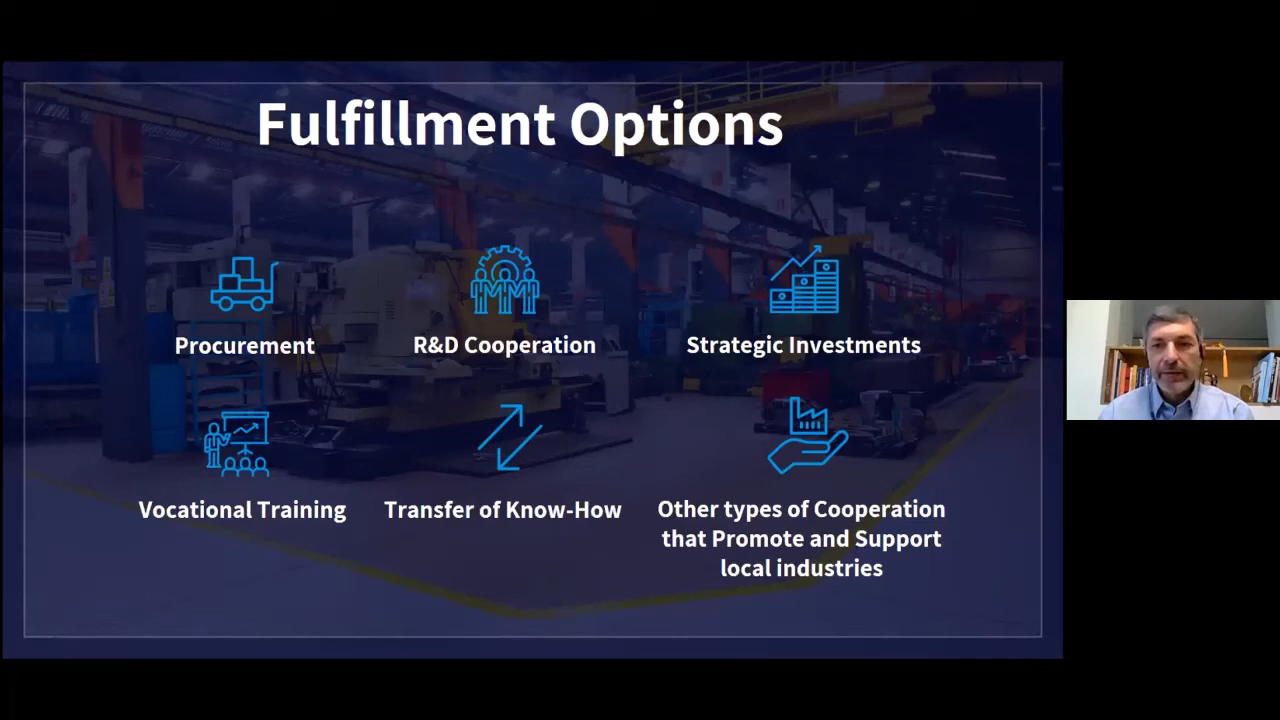 Fulfillment Options
Procurement
R&D Cooperation
Strategic Investments
Vocational Training
Transfer of Know-How
Other types of Cooperation
that Promote and Support
local industries